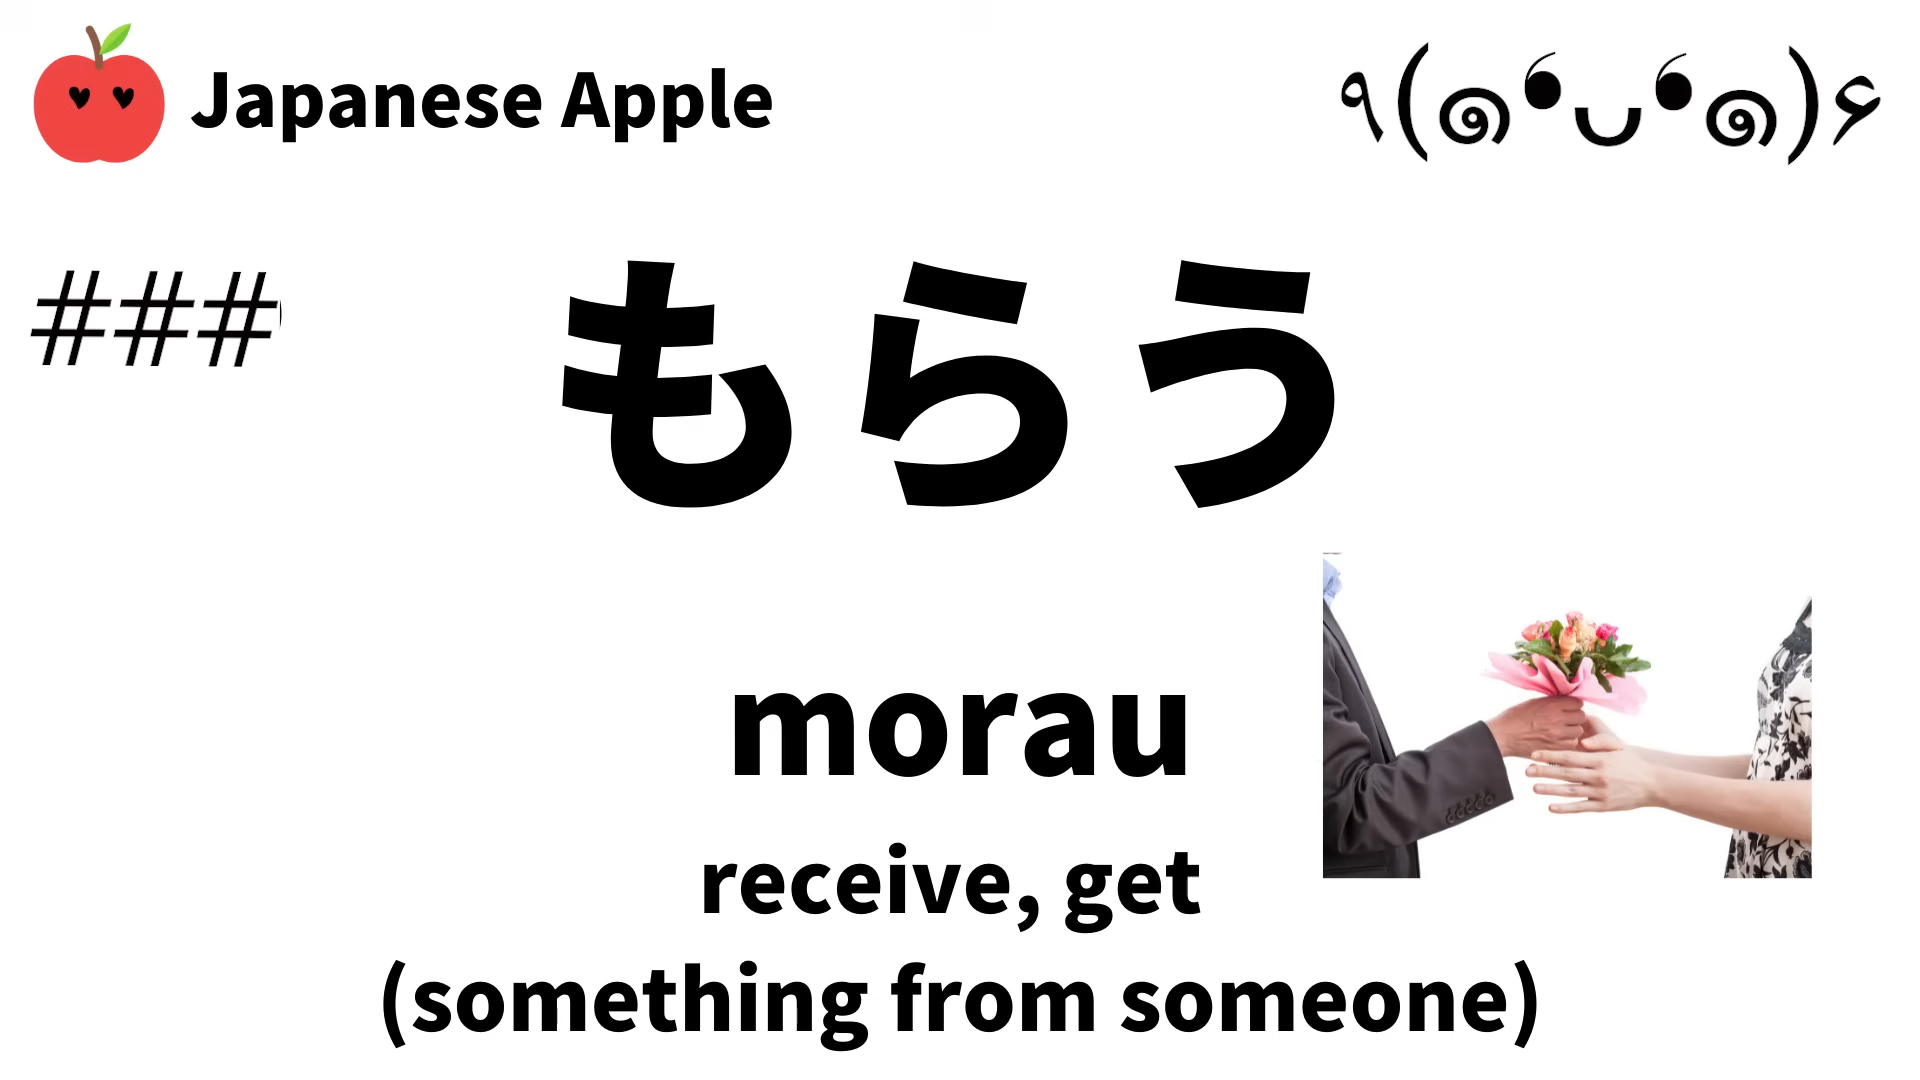 Japanese Apple
٩(๑❛ᴗ❛๑)۶
###
もらう
morau
receive, get
(something from someone)